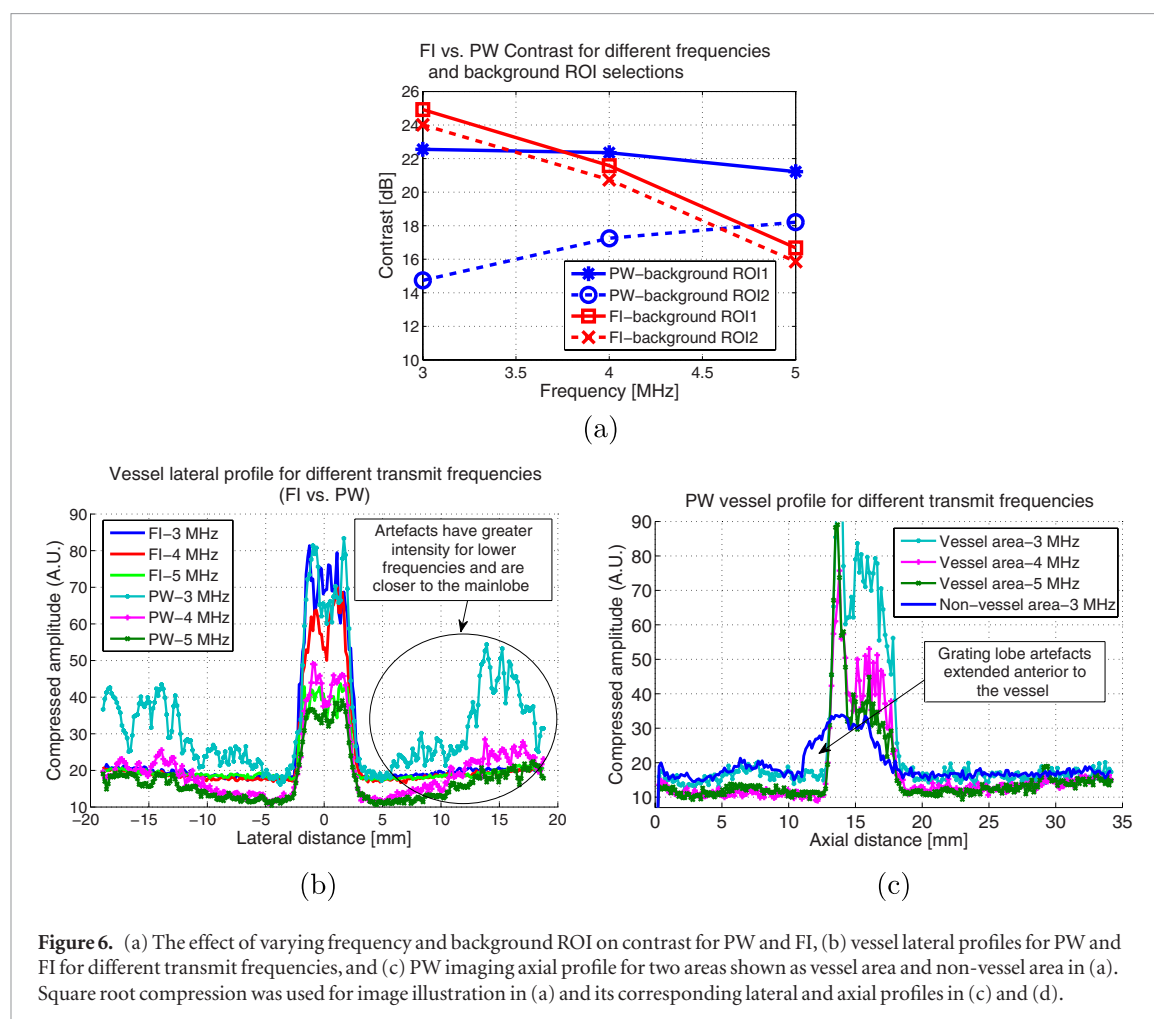 FI vs. PW Contrast for different frequencies
and background ROI selections
26
24
22
20
18
16
14
12
10
Contrast [dB]
PW−background ROI1
PW−background ROI2
FI−background ROI1
FI−background ROI2
3
3.5
4
4.5
5
Frequency [MHz]
(a)
Vessel lateral profile for different transmit frequencies
(FI vs. PW)
90
80
70
60
50
40
30
20
10
Compressed amplitude (A.U.)
FI−3 MHz
FI−4 MHz
FI−5 MHz
PW−3 MHz
PW−4 MHz
PW−5 MHz
Artefacts have greater
intensity for lower
frequencies and are
closer to the mainlobe
−20
−15
−10
−5
0
5
10
15
20
Lateral distance [mm]
(b)
PW vessel profile for different transmit frequencies
90
80
70
60
50
40
30
20
10
Compressed amplitude (A.U.)
Vessel area−3 MHz
Vessel area−4 MHz
Vessel area−5 MHz
Non−vessel area−3 MHz
Grating lobe artefacts
extended anterior to
the vessel
0
5
10
15
20
25
30
35
Axial distance [mm]
(c)
Figure 6. (a) The effect of varying frequency and background ROI on contrast for PW and FI, (b) vessel lateral profiles for PW and
FI for different transmit frequencies, and (c) PW imaging axial profile for two areas shown as vessel area and non-vessel area in (a).
Square root compression was used for image illustration in (a) and its corresponding lateral and axial profiles in (c) and (d).